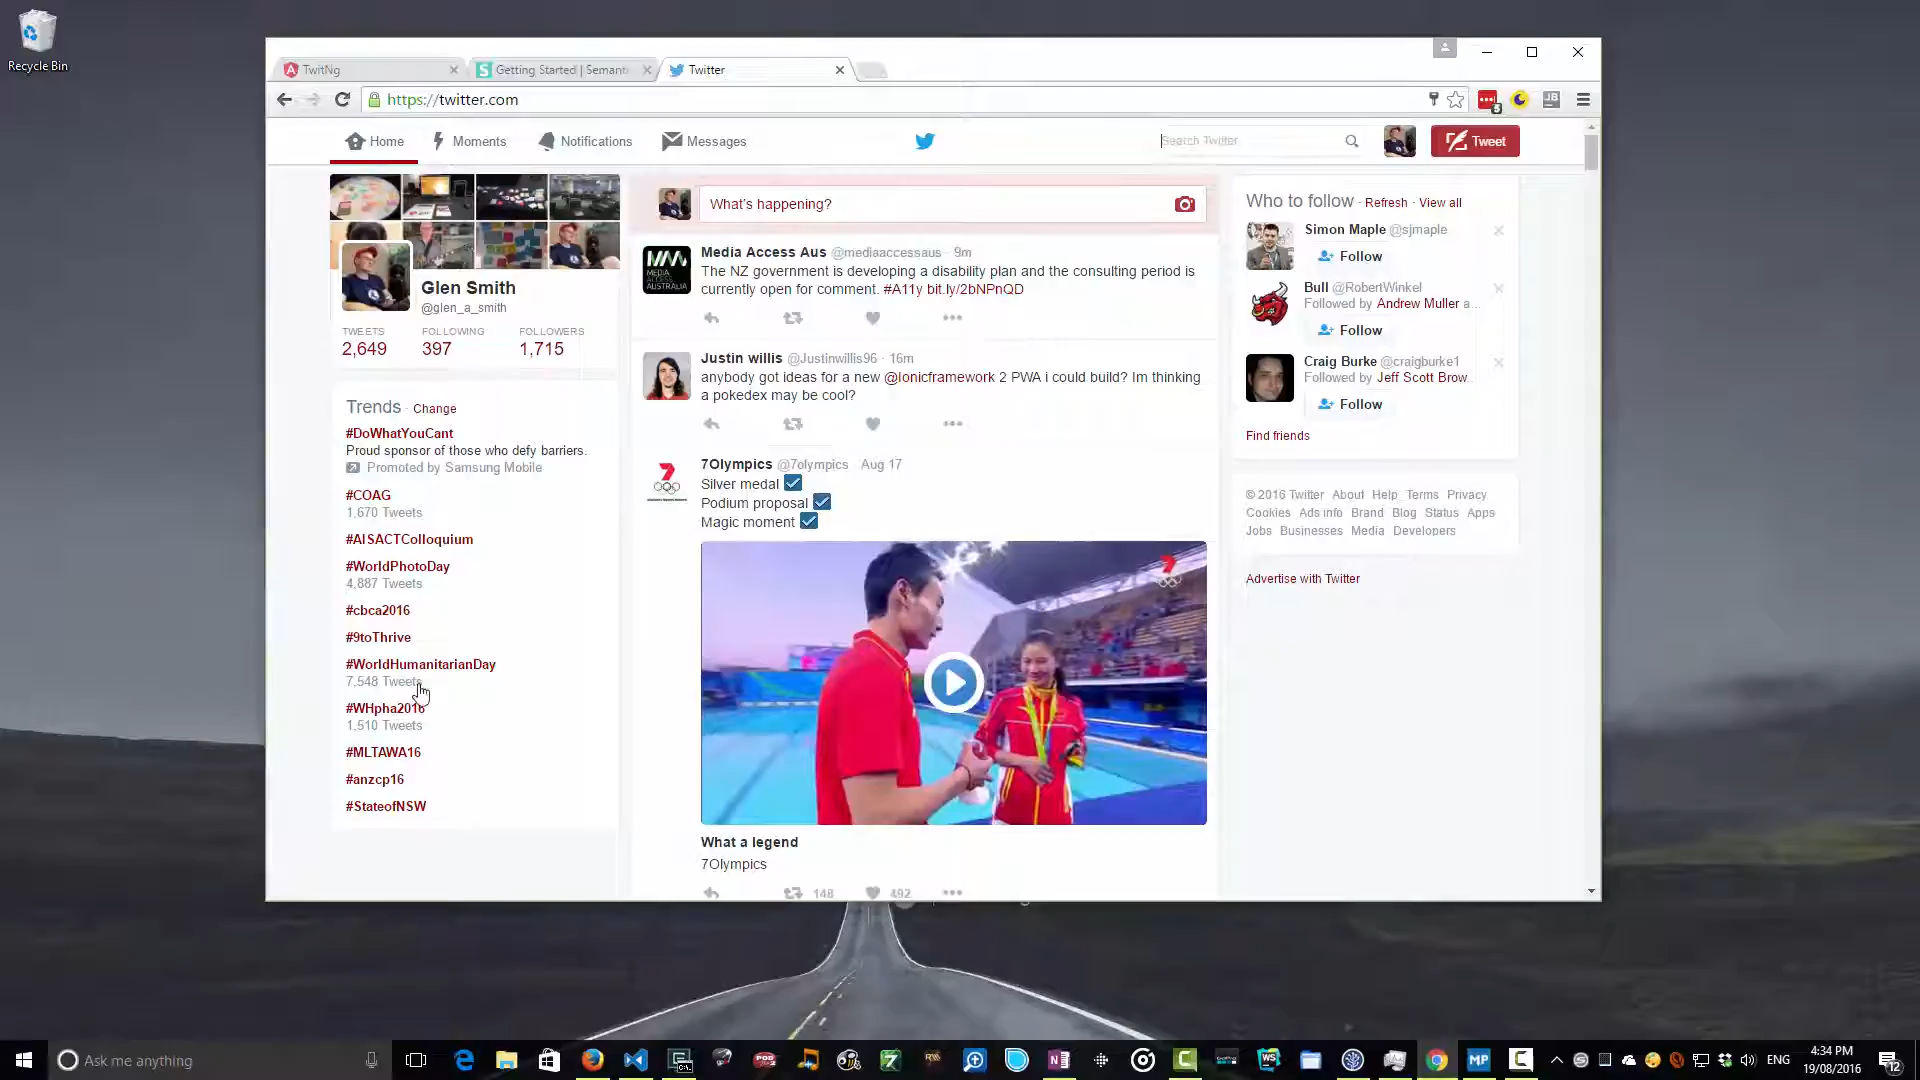 Recycle Bin
TwitNg
Getting Started | Semant
Twitter
https://twitter.com
Home
Moments
Notifications
Messages
Search Twitter
Tweet
Glen Smith
@glen_a_smith
TWEETS FOLLOWING FOLLOWERS
2,649 397 1,715
Trends · Change
#DoWhatYouCant
Proud sponsor of those who defy barriers.
Promoted by Samsung Mobile
#COAG
1,670 Tweets
#AISACTColloquium
#WorldPhotoDay
4,887 Tweets
#cbca2016
#9toThrive
#WorldHumanitarianDay
7,548 Tweets
#WHpha2016
1,510 Tweets
#MLTAWA16
#anzcp16
#StateofNSW
What's happening?
Media Access Aus @mediaaccessaus · 9m
The NZ government is developing a disability plan and the consulting period is
currently open for comment. #A11y bit.ly/2bNPnQD
MEDIA
ACCESS
AUSTRALIA
Justin willis @Justinwillis96 · 16m
anybody got ideas for a new @Ionicframework 2 PWA i could build? Im thinking
a pokedex may be cool?
7Olympics @7olympics Aug 17
Silver medal ☑
Podium proposal ☑
Magic moment ☑
What a legend
7Olympics
148 492
Who to follow · Refresh · View all
Simon Maple @sjmaple
Follow
Bull @RobertWinkel
Followed by Andrew Muller a...
Follow
Craig Burke @craigburke1
Followed by Jeff Scott Brow...
Follow
Find friends
© 2016 Twitter About Help Terms Privacy
Cookies Ads info Brand Blog Status Apps
Jobs Businesses Media Developers
Advertise with Twitter
Ask me anything
ENG
4:34 PM
19/08/2016
12